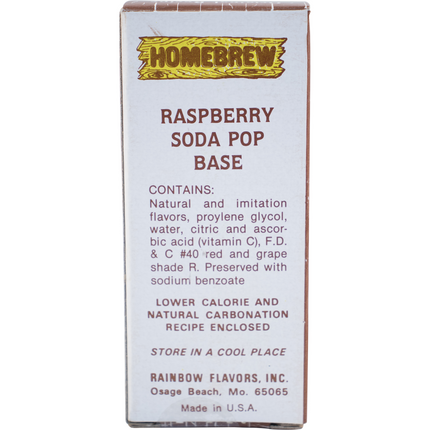 HOMEBREW
RASPBERRY
SODA POP
BASE
CONTAINS:
Natural and imitation
flavors, proylene glycol,
water, citric and ascor-
bic acid (vitamin C), F.D.
& C #40 red and grape
shade R. Preserved with
sodium benzoate
LOWER CALORIE AND
NATURAL CARBONATION
RECIPE ENCLOSED
STORE IN A COOL PLACE
RAINBOW FLAVORS, INC.
Osage Beach, Mo. 65065
Made in U.S.A.